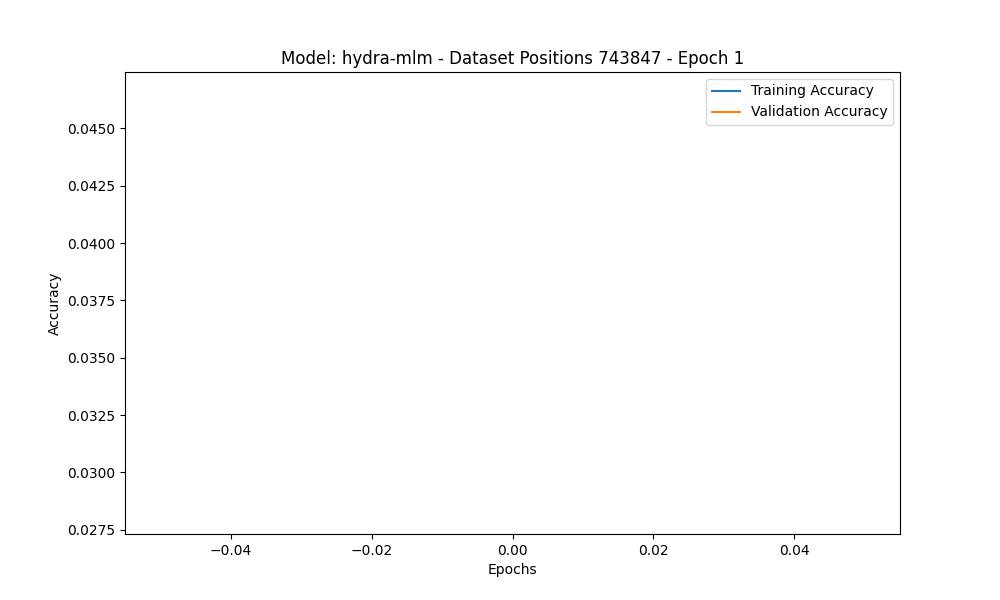 Model: hydra-mlm - Dataset Positions 743847 - Epoch 1
Training Accuracy
Validation Accuracy
0.0450
0.0425
0.0400
0.0375
0.0350
0.0325
0.0300
0.0275
Accuracy
−0.04
−0.02
0.00
0.02
0.04
Epochs